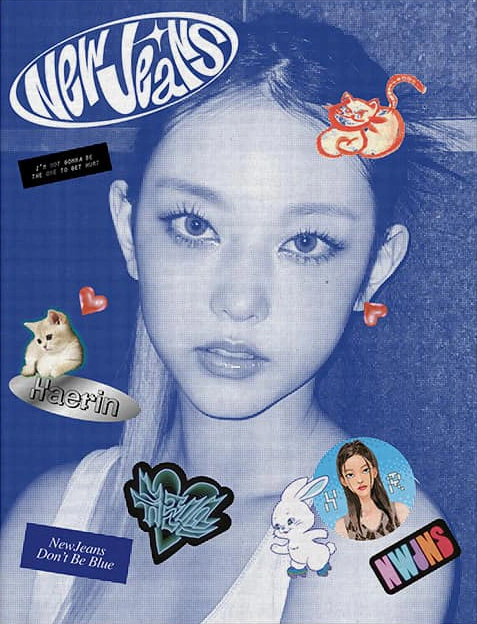 NewJeans
I'M NOT GONNA BE
THE ONE TO GET HURT
Haerin
H R
NewJeans
Don't Be Blue
NWJNS